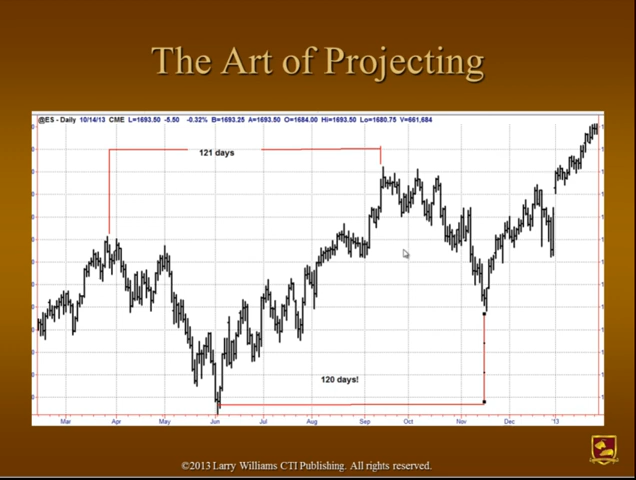 The Art of Projecting
@ES - Daily 10/14/13 CME L=1693.50 -5.50 -0.32% B=1693.25 A=1693.50 O=1684.00 Hi=1693.50 Lo=1680.75 V=661,684
121 days
120 days!
Mar Apr May Jun Jul Aug Sep Oct Nov Dec '13
©2013 Larry Williams CTI Publishing. All rights reserved.